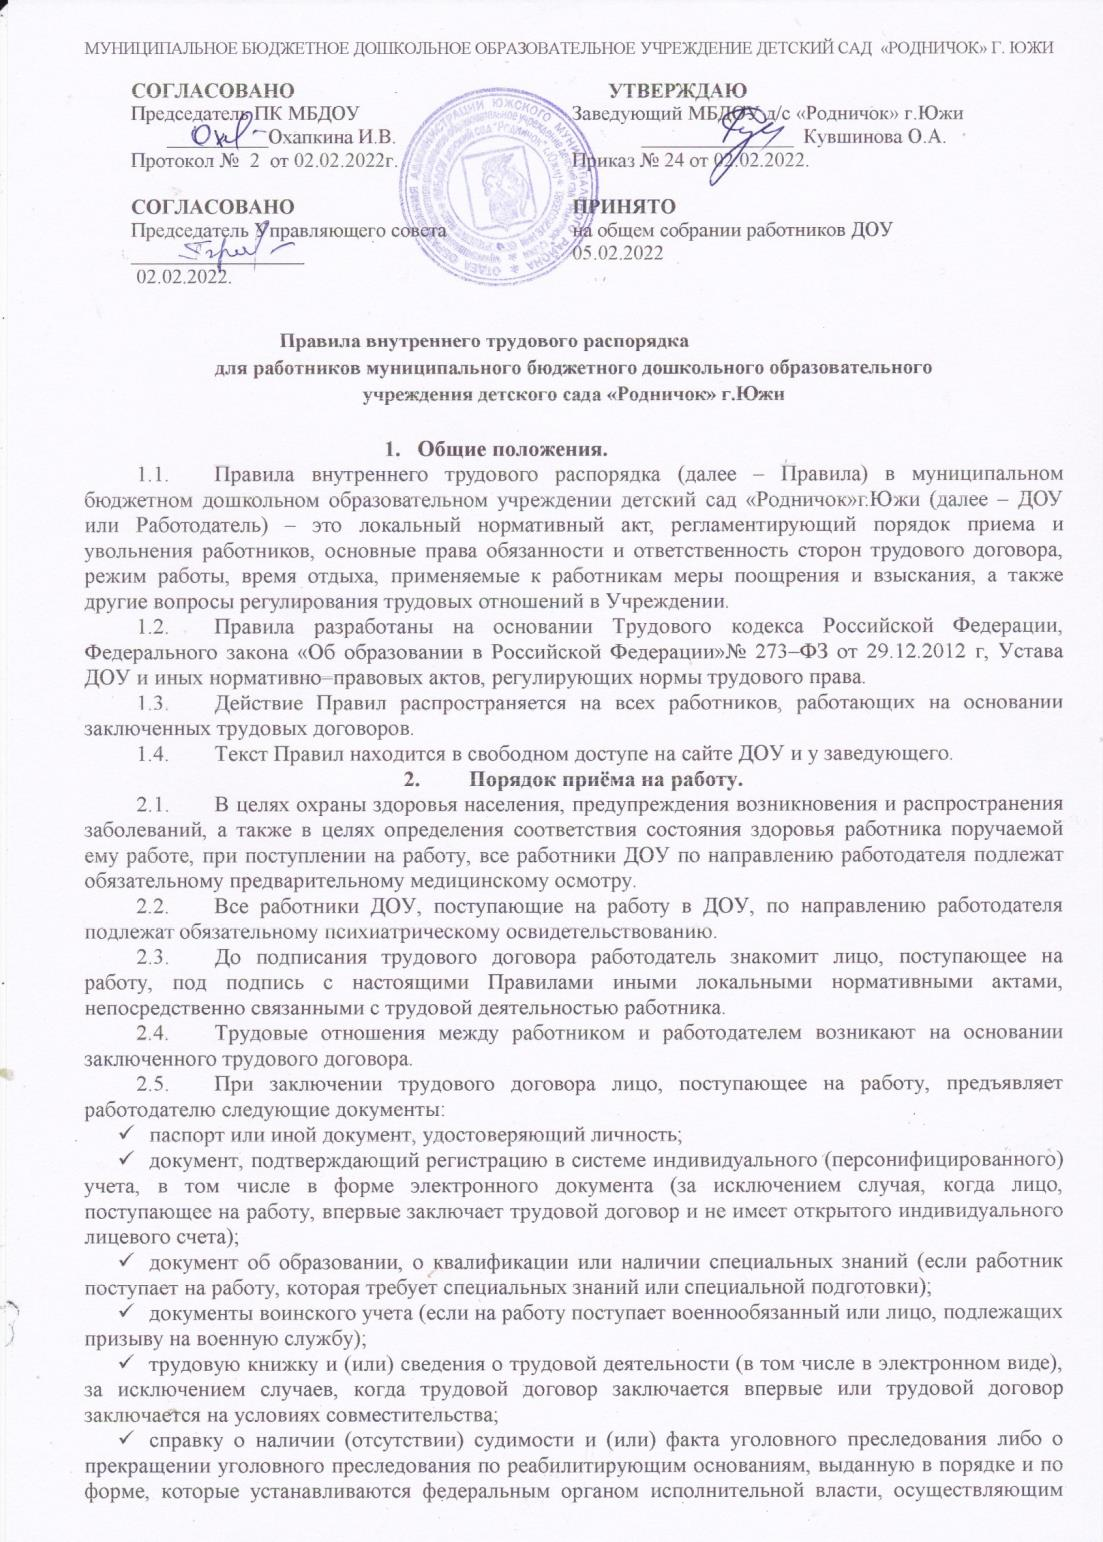 МУНИЦИПАЛЬНОЕ БЮДЖЕТНОЕ ДОШКОЛЬНОЕ ОБРАЗОВАТЕЛЬНОЕ УЧРЕЖДЕНИЕ ДЕТСКИЙ САД «РОДНИЧОК» Г. ЮЖИ
СОГЛАСОВАНО
Председатель ПК МБДОУ
__________Охапкина И.В.
Протокол № 2 от 02.02.2022г.
УТВЕРЖДАЮ
Заведующий МБДОУ д/с «Родничок» г.Южи
_______________ Кувшинова О.А.
Приказ № 24 от 02.02.2022.
СОГЛАСОВАНО
Председатель Управляющего совета
_________________
02.02.2022.
ПРИНЯТО
на общем собрании работников ДОУ
05.02.2022
Правила внутреннего трудового распорядка
для работников муниципального бюджетного дошкольного образовательного
учреждения детского сада «Родничок» г.Южи
1. Общие положения.
1.1. Правила внутреннего трудового распорядка (далее – Правила) в муниципальном
бюджетном дошкольном образовательном учреждении детский сад «Родничок»г.Южи (далее – ДОУ
или Работодатель) – это локальный нормативный акт, регламентирующий порядок приема и
увольнения работников, основные права обязанности и ответственность сторон трудового договора,
режим работы, время отдыха, применяемые к работникам меры поощрения и взыскания, а также
другие вопросы регулирования трудовых отношений в Учреждении.
1.2. Правила разработаны на основании Трудового кодекса Российской Федерации,
Федерального закона «Об образовании в Российской Федерации»№ 273–ФЗ от 29.12.2012 г, Устава
ДОУ и иных нормативно–правовых актов, регулирующих нормы трудового права.
1.3. Действие Правил распространяется на всех работников, работающих на основании
заключенных трудовых договоров.
1.4. Текст Правил находится в свободном доступе на сайте ДОУ и у заведующего.
2. Порядок приёма на работу.
2.1. В целях охраны здоровья населения, предупреждения возникновения и распространения
заболеваний, а также в целях определения соответствия состояния здоровья работника поручаемой
ему работе, при поступлении на работу, все работники ДОУ по направлению работодателя подлежат
обязательному предварительному медицинскому осмотру.
2.2. Все работники ДОУ, поступающие на работу в ДОУ, по направлению работодателя
подлежат обязательному психиатрическому освидетельствованию.
2.3. До подписания трудового договора работодатель знакомит лицо, поступающее на
работу, под подпись с настоящими Правилами иными локальными нормативными актами,
непосредственно связанными с трудовой деятельностью работника.
2.4. Трудовые отношения между работником и работодателем возникают на основании
заключенного трудового договора.
2.5. При заключении трудового договора лицо, поступающее на работу, предъявляет
работодателю следующие документы:
✓ паспорт или иной документ, удостоверяющий личность;
✓ документ, подтверждающий регистрацию в системе индивидуального (персонифицированного)
учета, в том числе в форме электронного документа (за исключением случая, когда лицо,
поступающее на работу, впервые заключает трудовой договор и не имеет открытого индивидуального
лицевого счета);
✓ документ об образовании, о квалификации или наличии специальных знаний (если работник
поступает на работу, которая требует специальных знаний или специальной подготовки);
✓ документы воинского учета (если на работу поступает военнообязанный или лицо, подлежащих
призыву на военную службу);
✓ трудовую книжку и (или) сведения о трудовой деятельности (в том числе в электронном виде),
за исключением случаев, когда трудовой договор заключается впервые или трудовой договор
заключается на условиях совместительства;
✓ справку о наличии (отсутствии) судимости и (или) факта уголовного преследования либо о
прекращении уголовного преследования по реабилитирующим основаниям, выданную в порядке и по
форме, которые устанавливаются федеральным органом исполнительной власти, осуществляющим